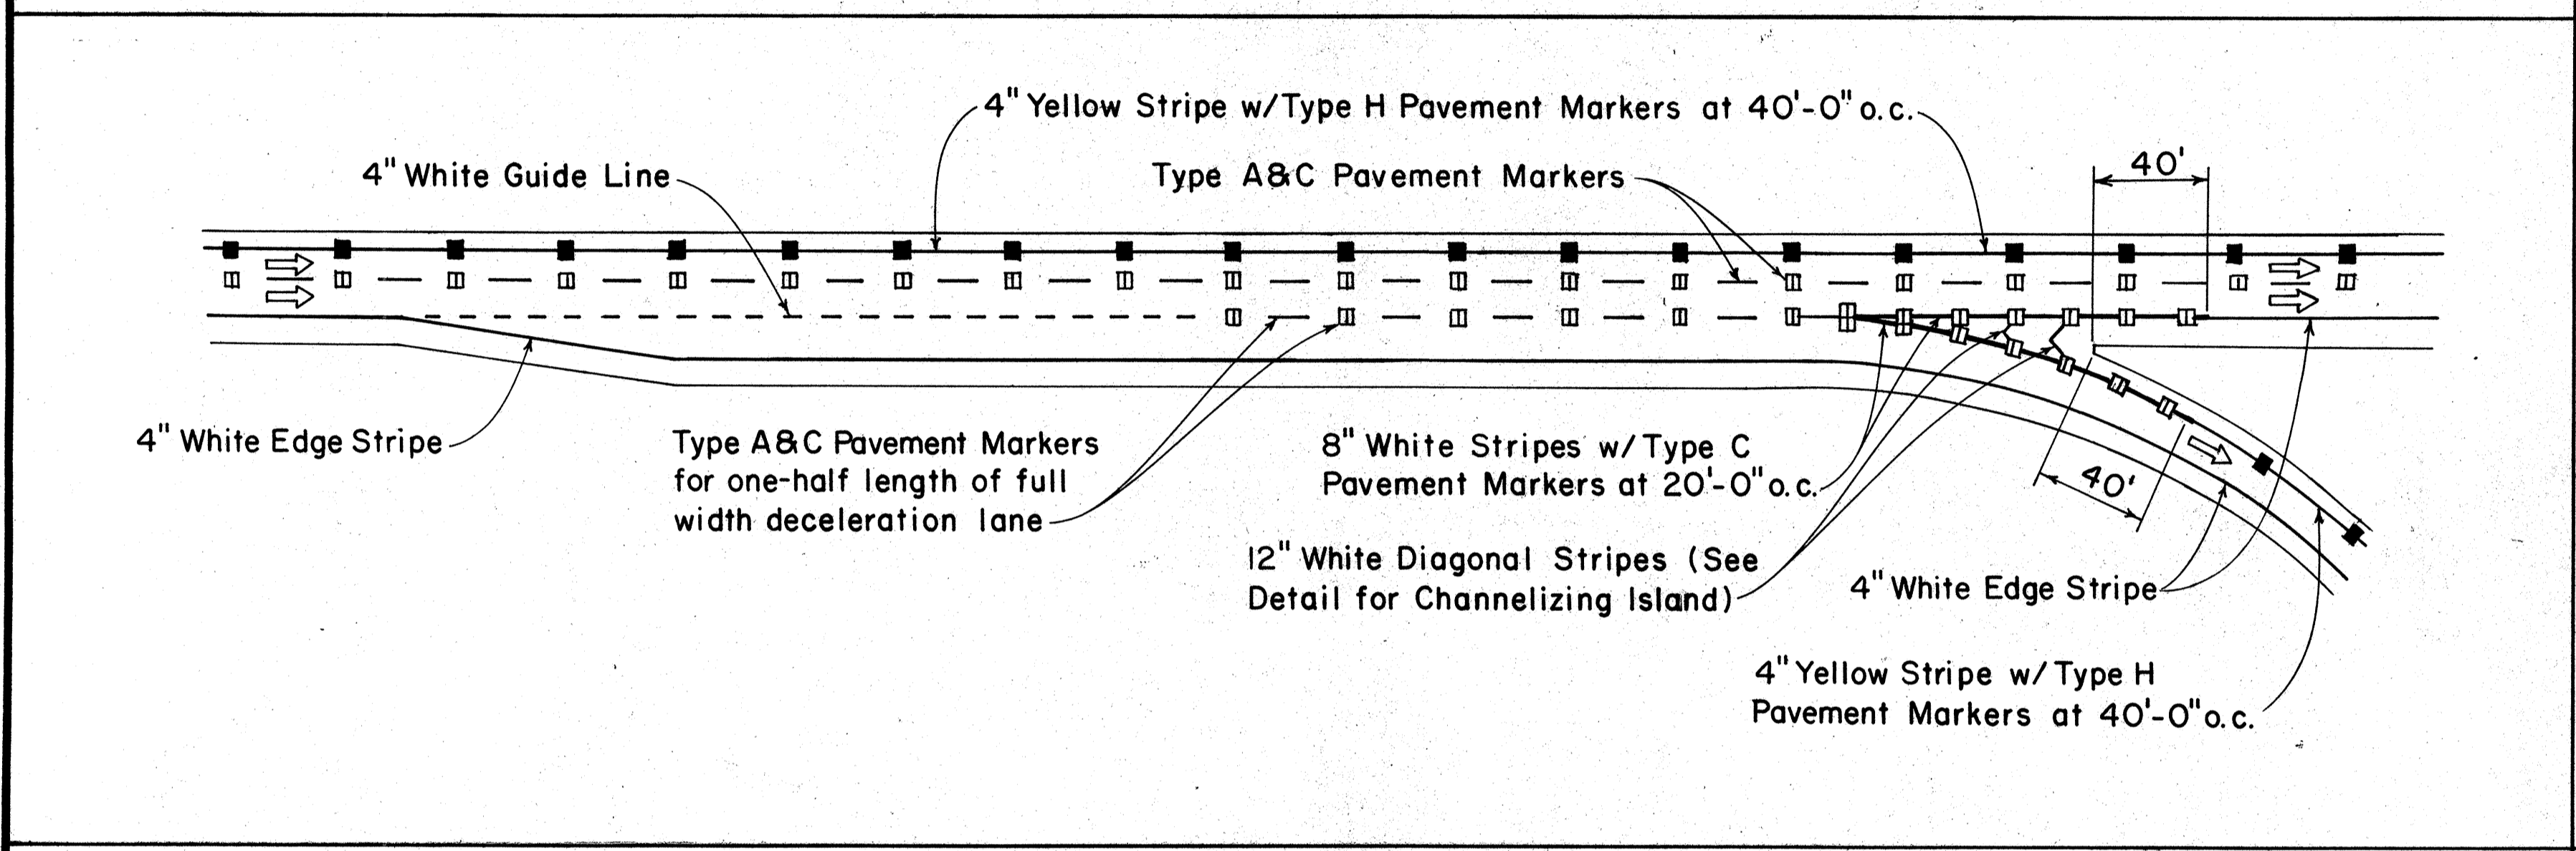 4" Yellow Stripe w/Type H Pavement Markers at 40'-0" o.c.
4" White Guide Line
Type A&C Pavement Markers
40'
4" White Edge Stripe
Type A&C Pavement Markers
for one-half length of full
width deceleration lane
8" White Stripes w/Type C
Pavement Markers at 20'-0" o.c.
40'
12" White Diagonal Stripes (See
Detail for Channelizing Island)
4" White Edge Stripe
4" Yellow Stripe w/Type H
Pavement Markers at 40'-0" o.c.